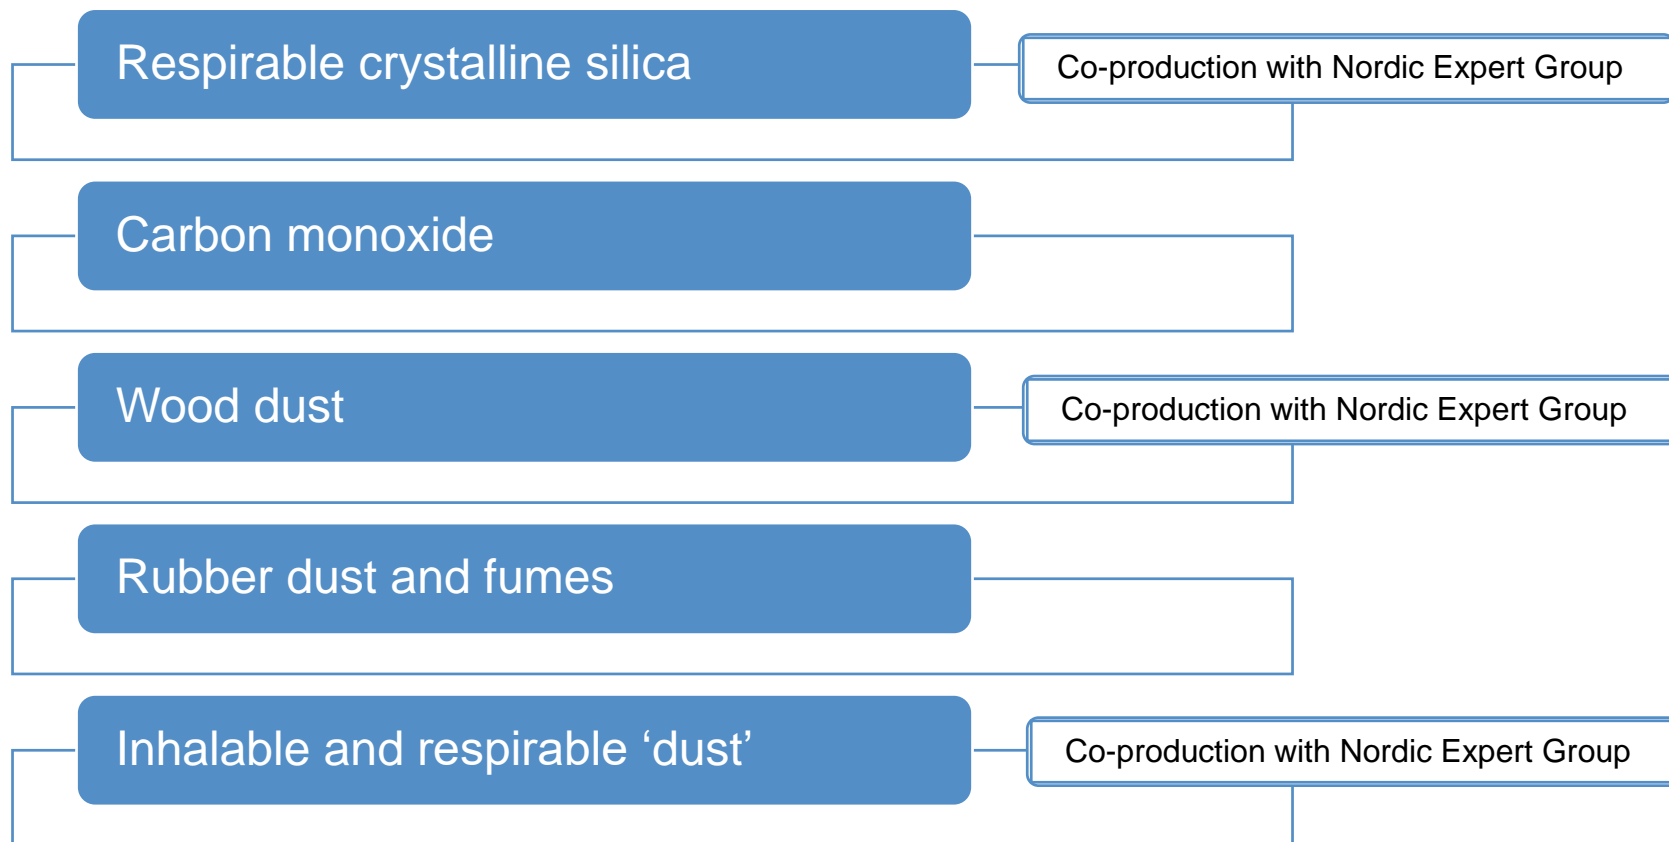 Respirable crystalline silica
Co-production with Nordic Expert Group
Carbon monoxide
Wood dust
Co-production with Nordic Expert Group
Rubber dust and fumes
Inhalable and respirable ‘dust’
Co-production with Nordic Expert Group